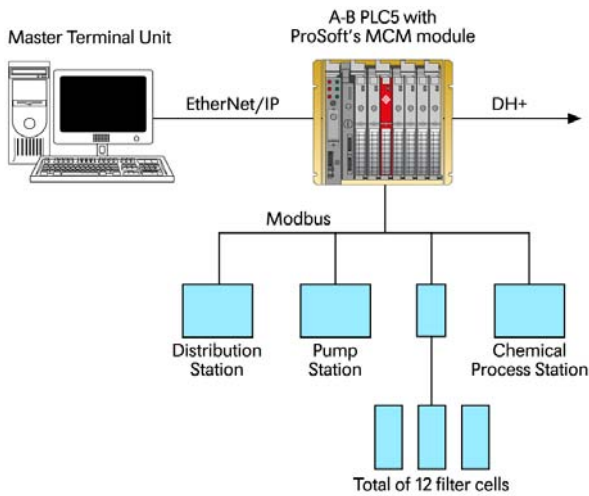 Master Terminal Unit
A-B PLC5 with
ProSoft's MCM module
EtherNet/IP
DH+
Modbus
Distribution
Station
Pump
Station
Chemical
Process Station
Total of 12 filter cells